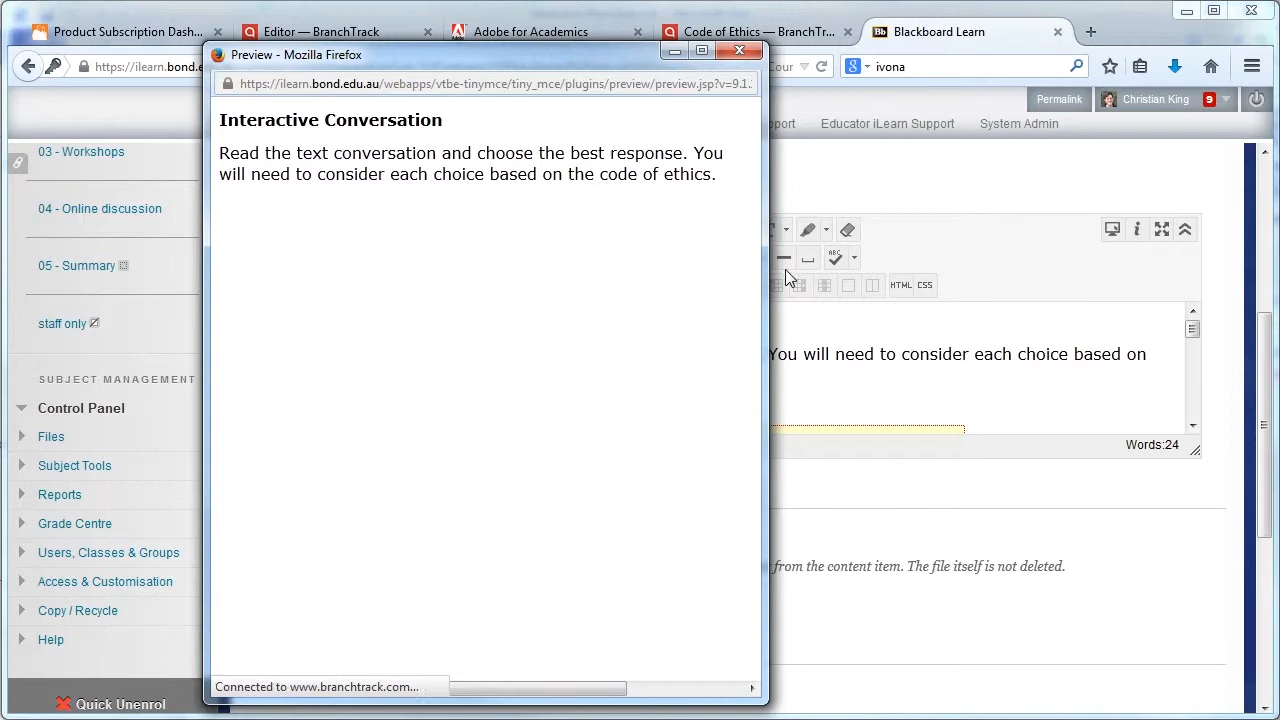 Product Subscription Dash...
Editor — BranchTrack
Adobe for Academics
Code of Ethics — BranchTr...
Blackboard Learn
https://ilearn.bond.e
Preview - Mozilla Firefox
Cour
ivona
https://ilearn.bond.edu.au/webapps/vtbe-tinymce/tiny_mce/plugins/preview/preview.jsp?v=9.1.
Permalink
Christian King
9
port
Educator iLearn Support
System Admin
Interactive Conversation
Read the text conversation and choose the best response. You
will need to consider each choice based on the code of ethics.
03 - Workshops
04 - Online discussion
05 - Summary
staff only
SUBJECT MANAGEMENT
Control Panel
Files
Subject Tools
Reports
Grade Centre
Users, Classes & Groups
Access & Customisation
Copy / Recycle
Help
Quick Unenrol
ABC
HTML CSS
You will need to consider each choice based on
Words:24
from the content item. The file itself is not deleted.
Connected to www.branchtrack.com...